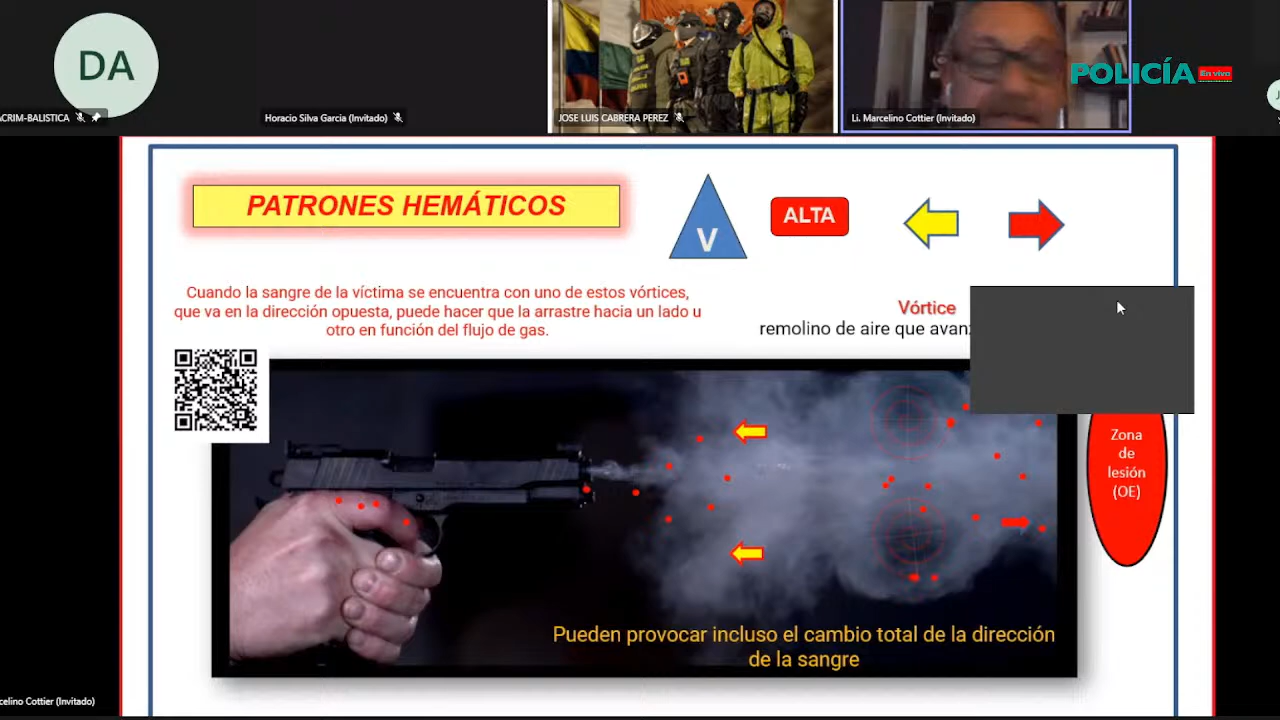 DA
ACRIM-BALISTICA
Horacio Silva Garcia (Invitado)
JOSE LUIS CABRERA PEREZ
Li. Marcelino Cottier (Invitado)
POLICÍA En vivo
PATRONES HEMÁTICOS
V
ALTA
Cuando la sangre de la víctima se encuentra con uno de estos vórtices,
que va en la dirección opuesta, puede hacer que la arrastre hacia un lado u
otro en función del flujo de gas.
Vórtice
remolino de aire que
Zona
de
lesión
(OE)
Pueden provocar incluso el cambio total de la dirección
de la sangre
celino Cottier (Invitado)